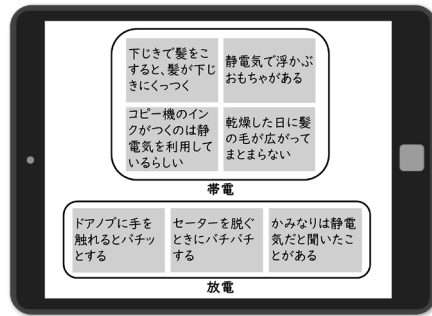 下じきで髪をこ
すると、髪が下じ
きにくっつく
静電気で浮かぶ
おもちゃがある
コピー機のイン
クがつくのは静
電気を利用して
いるらしい
乾燥した日に髪
の毛が広がって
まとまらない
帯電
ドアノブに手を
触れるとバチッ
とする
セーターを脱ぐ
ときにバチバチ
する
かみなりは静電
気だと聞いたこ
とがある
放電